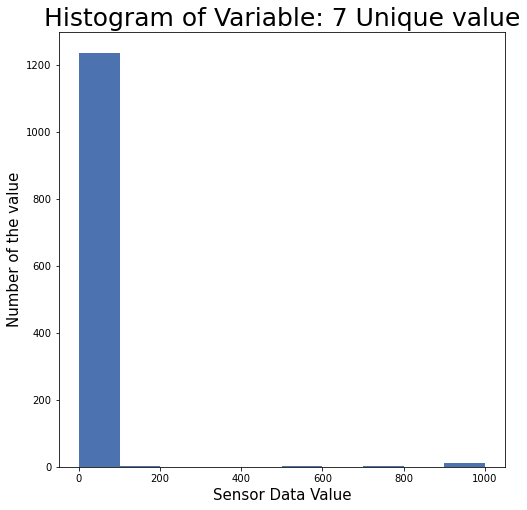 Histogram of Variable: 7 Unique value
1200
1000
800
600
400
200
0
Number of the value
0 200 400 600 800 1000
Sensor Data Value